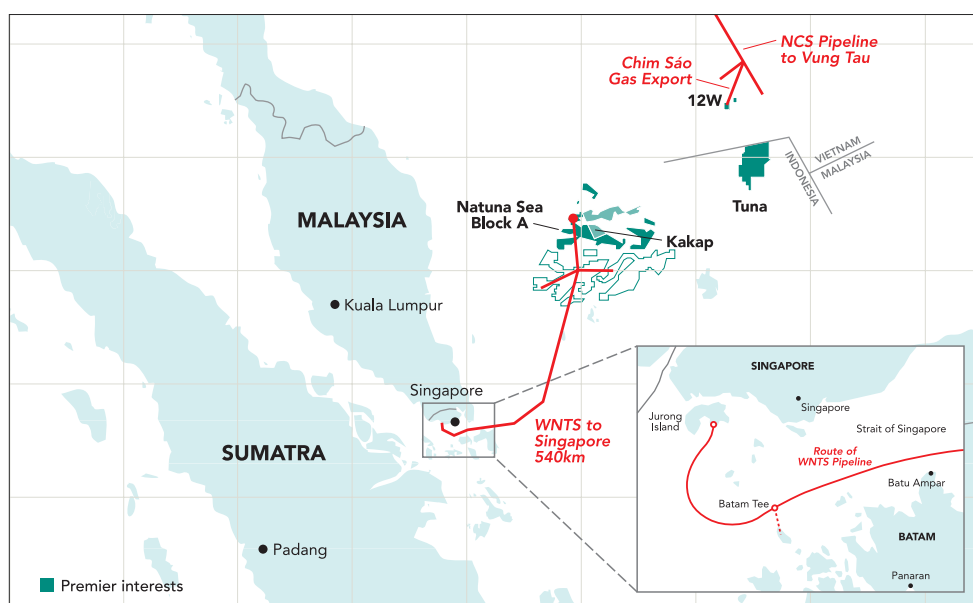 NCS Pipeline
to Vung Tau
Chim Sáo
Gas Export
12W
VIETNAM
MALAYSIA
INDONESIA
Tuna
Natuna Sea
Block A
Kakap
MALAYSIA
Kuala Lumpur
Singapore
WNTS to
Singapore
540km
SUMATRA
Padang
Premier interests
SINGAPORE
Singapore
Jurong
Island
Strait of Singapore
Route of
WNTS Pipeline
Batu Ampar
Batam Tee
BATAM
Panaran